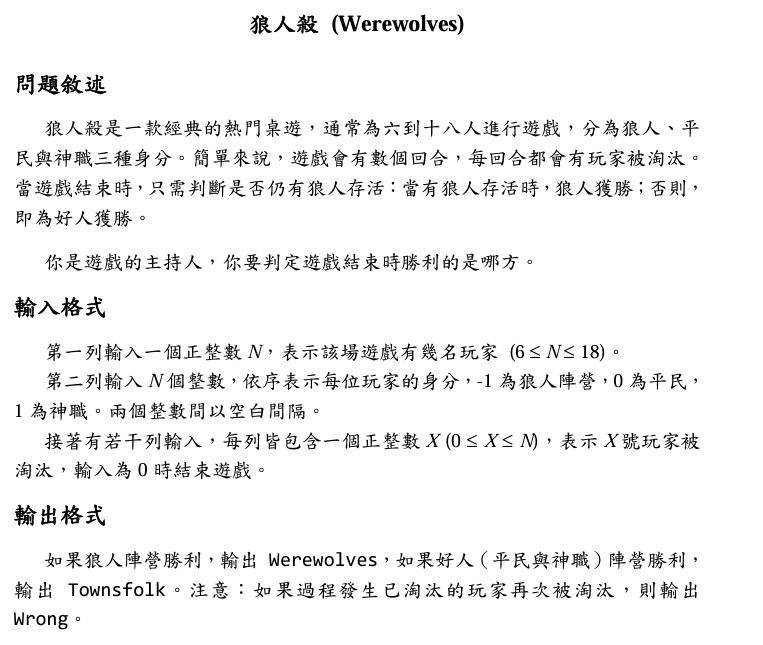 狼人殺 (Werewolves)
問題敘述
狼人殺是一款經典的熱門桌遊，通常為六到十八人進行遊戲，分為狼人、平
民與神職三種身分。簡單來說，遊戲會有數個回合，每回合都會有玩家被淘汰。
當遊戲結束時，只需判斷是否仍有狼人存活：當有狼人存活時，狼人獲勝；否則，
即為好人獲勝。
你是遊戲的主持人，你要判定遊戲結束時勝利的是哪方。
輸入格式
第一列輸入一個正整數 N，表示該場遊戲有幾名玩家 (6 ≤ N ≤ 18)。
第二列輸入 N 個整數，依序表示每位玩家的身分，-1 為狼人陣營，0 為平民，
1 為神職。兩個整數間以空白間隔。
接著有若干列輸入，每列皆包含一個正整數 X (0 ≤ X ≤ N)，表示 X 號玩家被
淘汰，輸入為 0 時結束遊戲。
輸出格式
如果狼人陣營勝利，輸出 Werewolves，如果好人（平民與神職）陣營勝利，
輸出 Townsfolk。注意：如果過程發生已淘汰的玩家再次被淘汰，則輸出
Wrong。